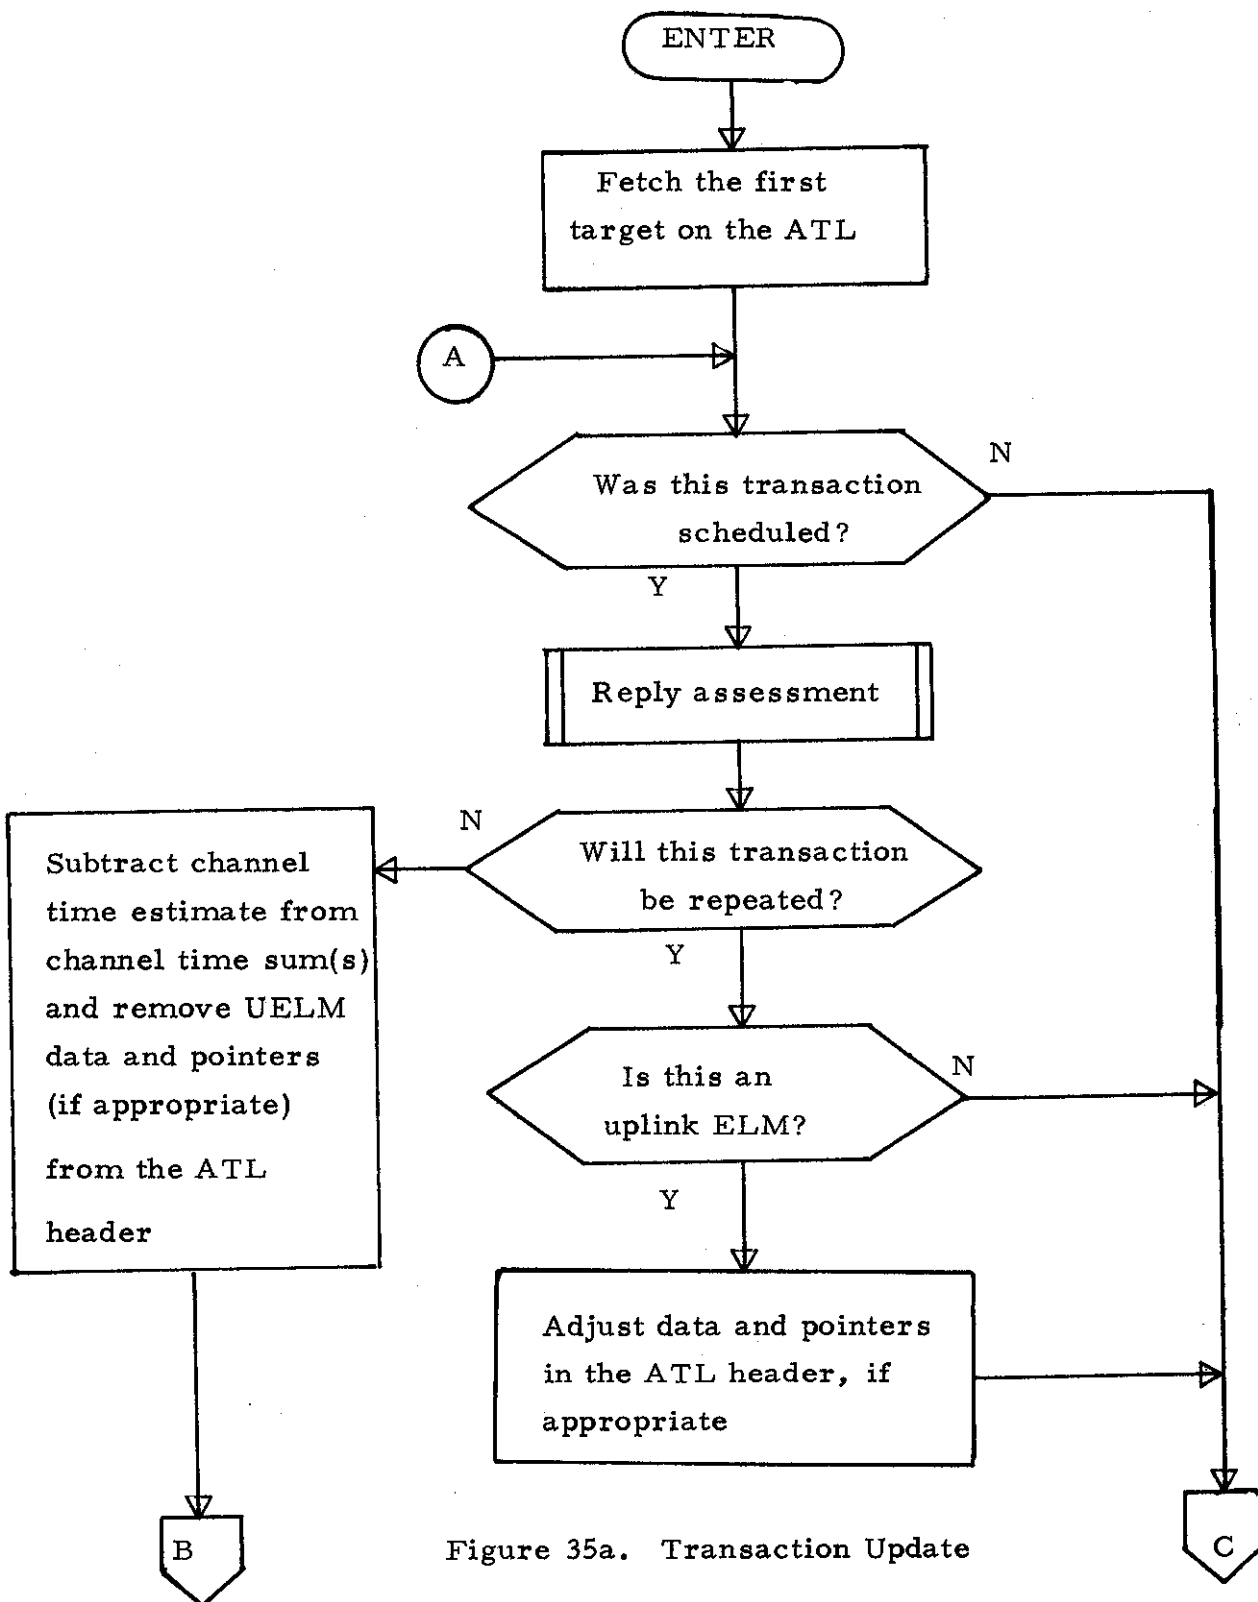 ENTER
Fetch the first
target on the ATL
A
N
Was this transaction
scheduled?
Y
Reply assessment
N
Will this transaction
be repeated?
Y
Subtract channel
time estimate from
channel time sum(s)
and remove UELM
data and pointers
(if appropriate)
from the ATL
header
Is this an
uplink ELM?
N
Y
Adjust data and pointers
in the ATL header, if
appropriate
B
C
Figure 35a. Transaction Update